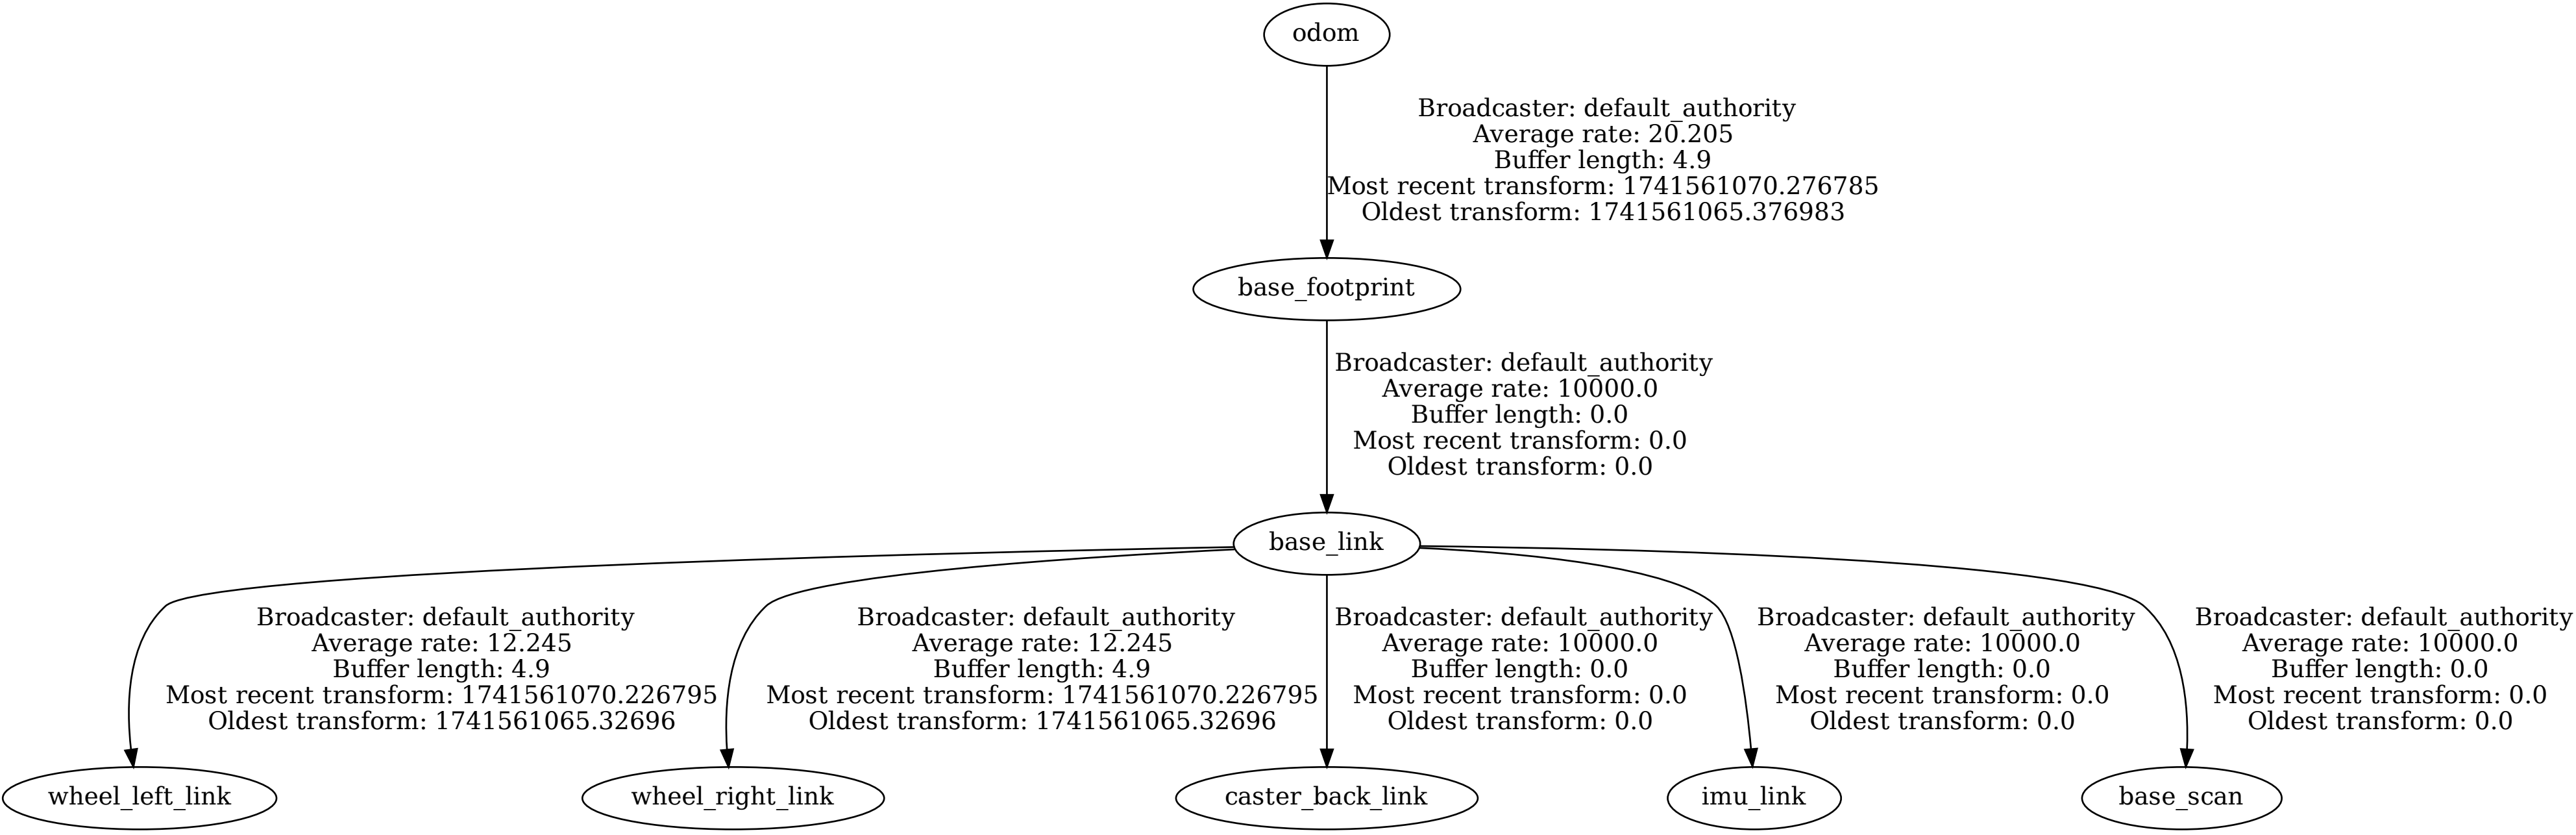 odom
Broadcaster: default_authority
Average rate: 20.205
Buffer length: 4.9
Most recent transform: 1741561070.276785
Oldest transform: 1741561065.376983
base_footprint
Broadcaster: default_authority
Average rate: 10000.0
Buffer length: 0.0
Most recent transform: 0.0
Oldest transform: 0.0
base_link
Broadcaster: default_authority
Average rate: 12.245
Buffer length: 4.9
Most recent transform: 1741561070.226795
Oldest transform: 1741561065.32696
Broadcaster: default_authority
Average rate: 12.245
Buffer length: 4.9
Most recent transform: 1741561070.226795
Oldest transform: 1741561065.32696
Broadcaster: default_authority
Average rate: 10000.0
Buffer length: 0.0
Most recent transform: 0.0
Oldest transform: 0.0
Broadcaster: default_authority
Average rate: 10000.0
Buffer length: 0.0
Most recent transform: 0.0
Oldest transform: 0.0
Broadcaster: default_authority
Average rate: 10000.0
Buffer length: 0.0
Most recent transform: 0.0
Oldest transform: 0.0
wheel_left_link
wheel_right_link
caster_back_link
imu_link
base_scan